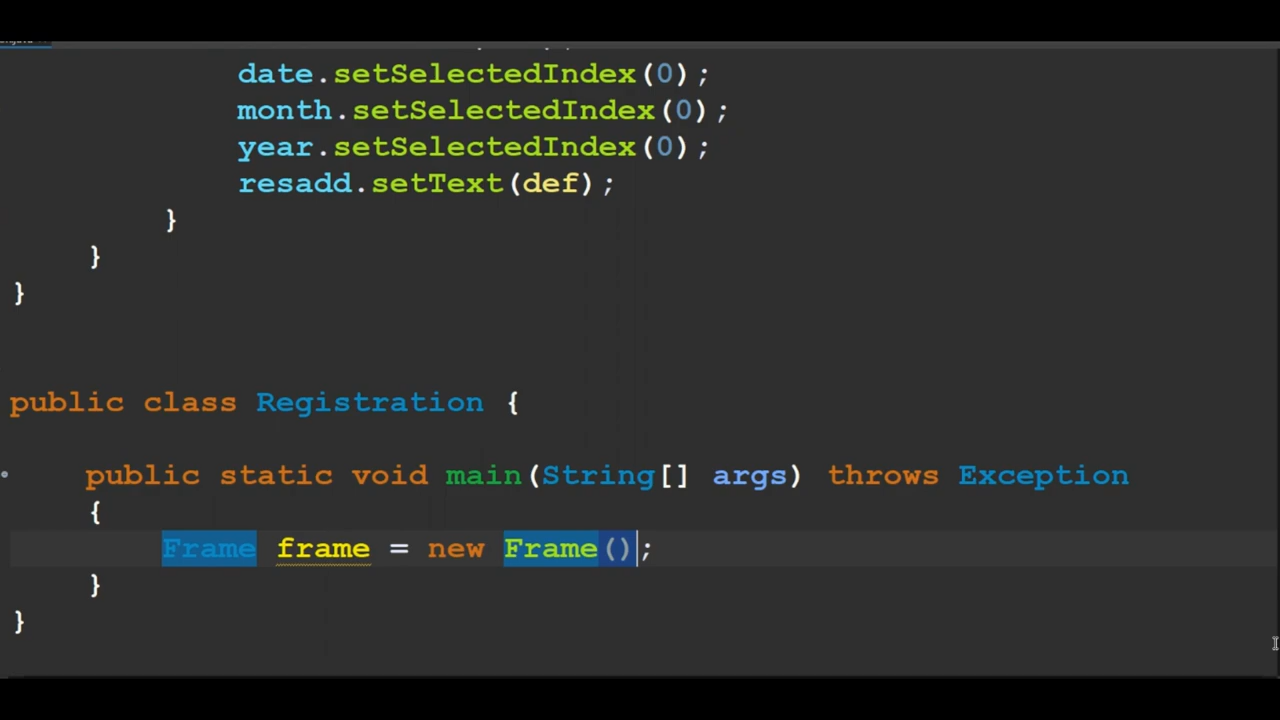 date.setSelectedIndex(0);
month.setSelectedIndex(0);
year.setSelectedIndex(0);
resadd.setText(def);
}
}
}
public class Registration {
public static void main(String[] args) throws Exception
{
Frame frame = new Frame();
}
}